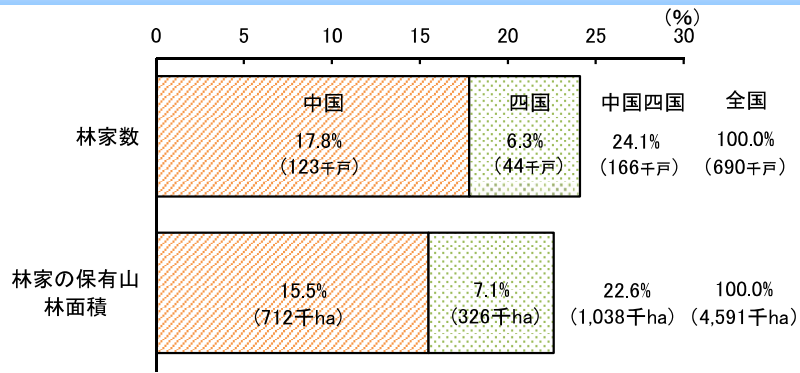 (%)
0 5 10 15 20 25 30
中国 四国 中国四国 全国
林家数
17.8% 6.3% 24.1% 100.0%
(123千戸) (44千戸) (166千戸) (690千戸)
林家の保有山
林面積
15.5% 7.1% 22.6% 100.0%
(712千ha) (326千ha) (1,038千ha) (4,591千ha)